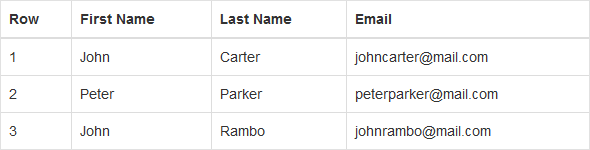 Row First Name Last Name Email
1 John Carter johncarter@mail.com
2 Peter Parker peterparker@mail.com
3 John Rambo johnrambo@mail.com